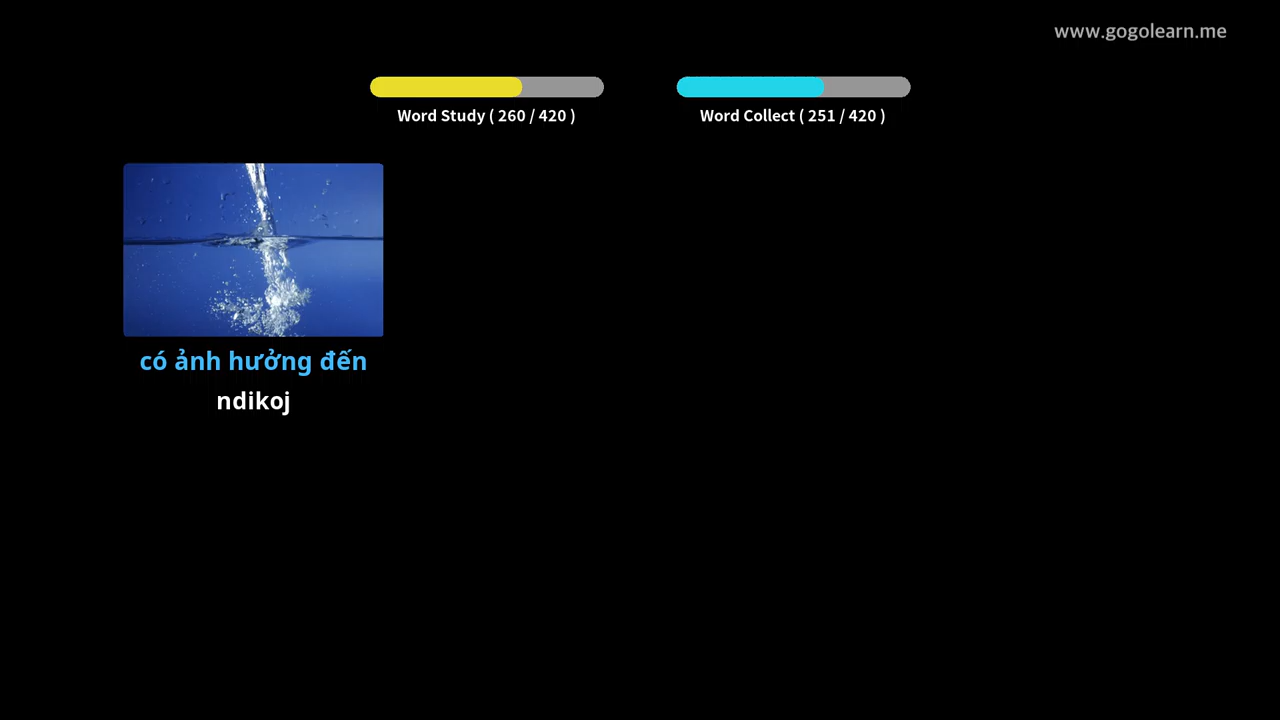 www.gogolearn.me
Word Study ( 260 / 420 )
Word Collect ( 251 / 420 )
có ảnh hưởng đến
ndikoj